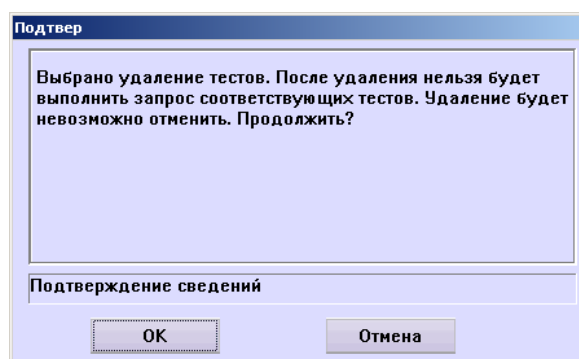 Подтвер
Выбрано удаление тестов. После удаления нельзя будет
выполнить запрос соответствующих тестов. Удаление будет
невозможно отменить. Продолжить?
Подтверждение сведений
OK
Отмена